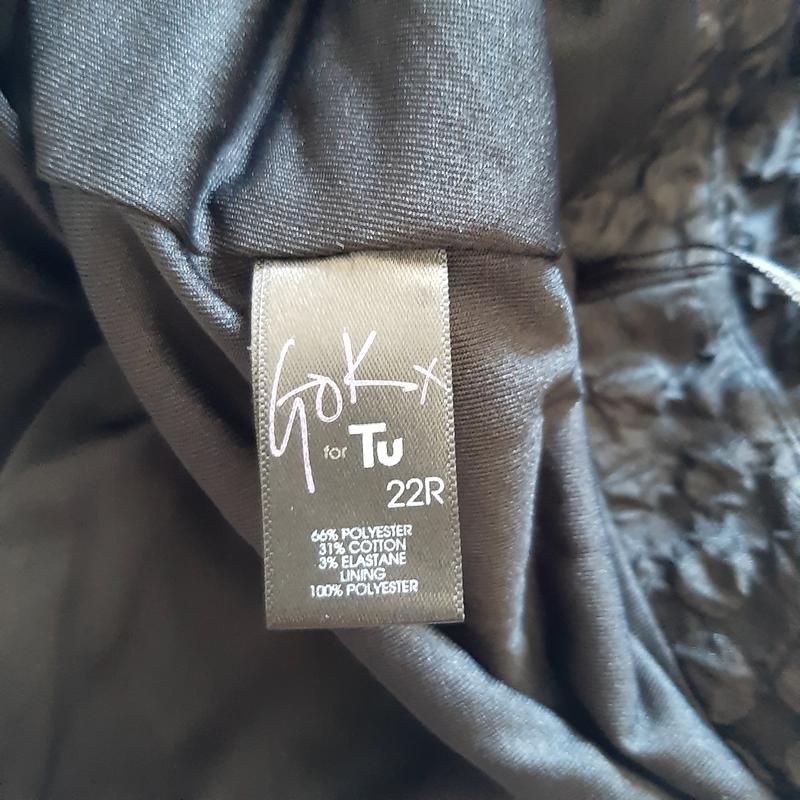 GOK x
for Tu
22R
66% POLYESTER
31% COTTON
3% ELASTANE
LINING
100% POLYESTER